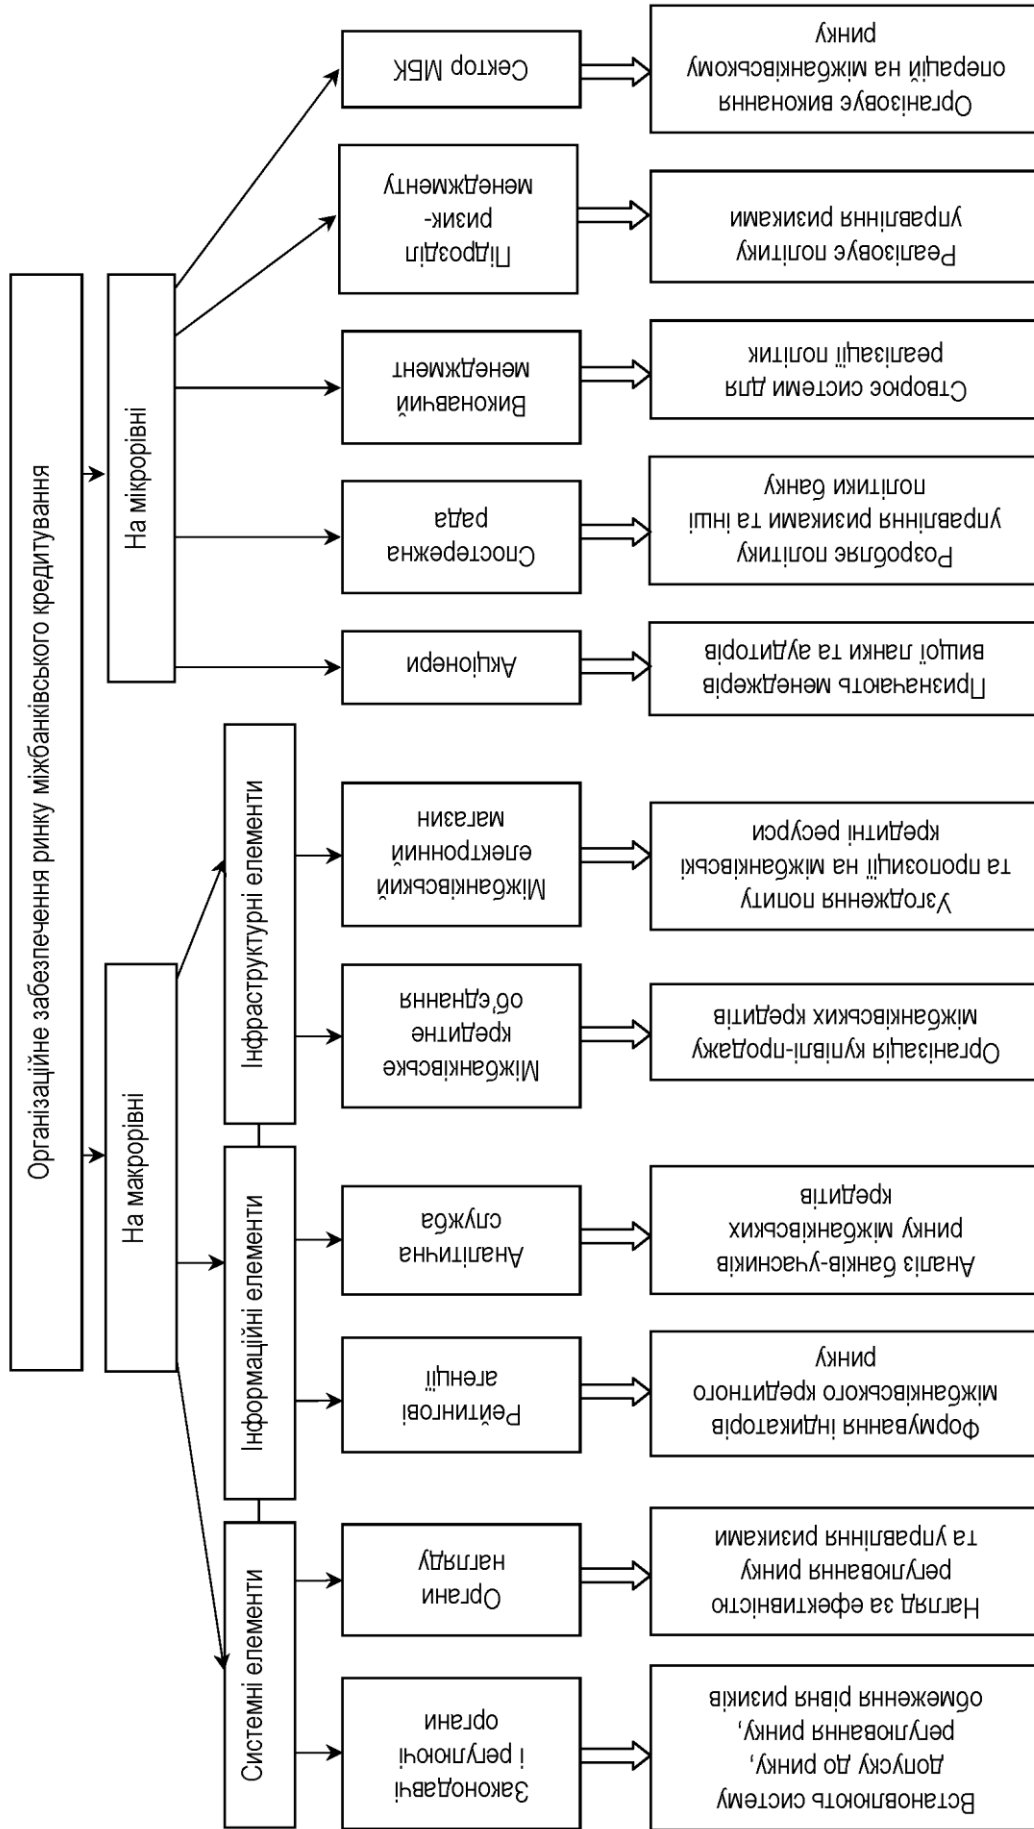 Організаційне забезпечення ринку міжбанківського кредитування
На макрорівні
На мікрорівні
Системні елементи
Інформаційні елементи
Інфраструктурні елементи
Законодавчі
і регулюючі
органи
Органи
нагляду
Рейтингові
агенції
Аналітична
служба
Міжбанківське
кредитне
об’єднання
Міжбанківський
електронний
магазин
Акціонери
Спостережна
рада
Виконавчий
менеджмент
Підрозділ
ризик-
менеджменту
Сектор МБК
Встановлюють систему
допуску до ринку,
регулювання ринку,
обмеження рівня ризиків
Нагляд за ефективністю
регулювання ринку
та управління ризиками
Формування індикаторів
міжбанківського кредитного
ринку
Аналіз банків-учасників
ринку міжбанківських
кредитів
Організація купівлі-продажу
міжбанківських кредитів
Узгодження попиту
та пропозиції на міжбанківські
кредитні ресурси
Призначають менеджерів
вищої ланки та аудиторів
Розробляє політику
управління ризиками та інші
політики банку
Створює системи для
реалізації політик
Реалізовує політику
управління ризиками
Організовує виконання
операцій на міжбанківському
ринку